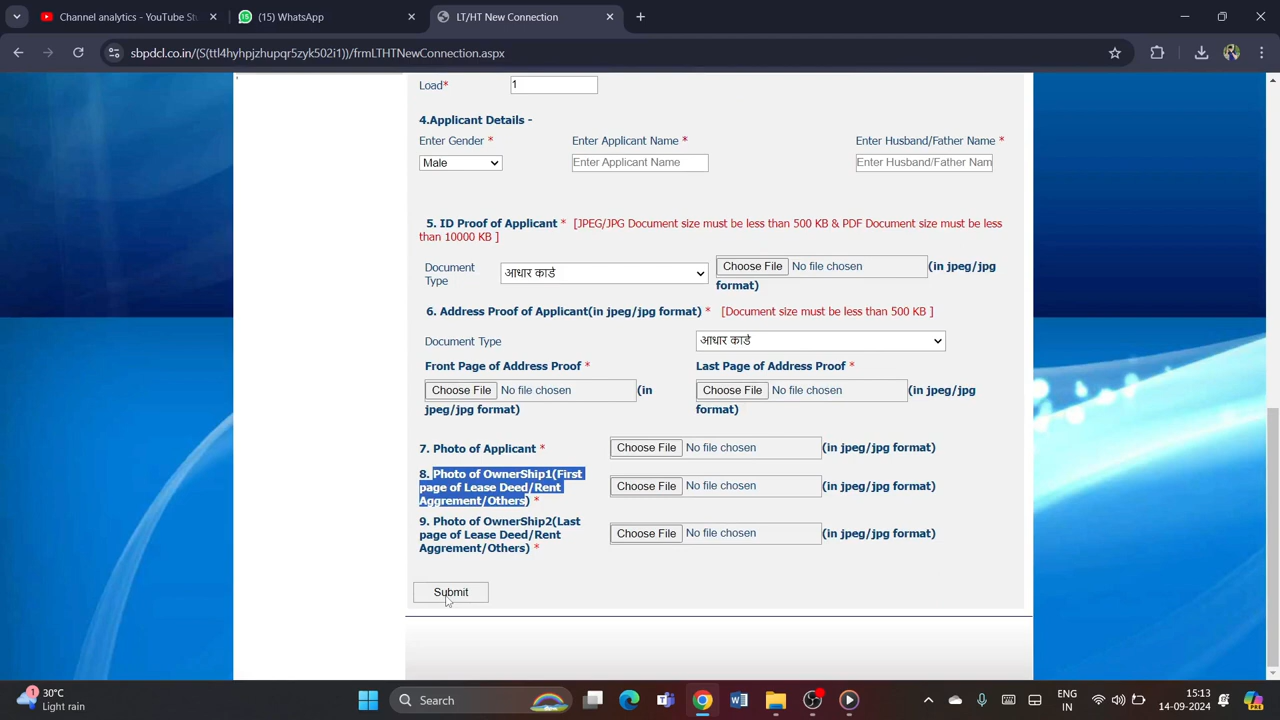 Channel analytics - YouTube St
(15) WhatsApp
LT/HT New Connection
sbpdcl.co.in/(S(ttl4hyhpjzhupqr5zyk502i1))/frmLTHTNewConnection.aspx
Load*
1
4.Applicant Details -
Enter Gender *
Enter Applicant Name *
Enter Husband/Father Name *
Male
Enter Applicant Name
Enter Husband/Father Nam
5. ID Proof of Applicant * [JPEG/JPG Document size must be less than 500 KB & PDF Document size must be less
than 10000 KB ]
Document
Type
आधार कार्ड
Choose File No file chosen
(in jpeg/jpg
format)
6. Address Proof of Applicant(in jpeg/jpg format) * [Document size must be less than 500 KB ]
Document Type
आधार कार्ड
Front Page of Address Proof *
Last Page of Address Proof *
Choose File No file chosen (in
jpeg/jpg format)
Choose File No file chosen (in jpeg/jpg
format)
7. Photo of Applicant *
Choose File No file chosen (in jpeg/jpg format)
8. Photo of OwnerShip1(First
page of Lease Deed/Rent
Aggrement/Others) *
Choose File No file chosen (in jpeg/jpg format)
9. Photo of OwnerShip2(Last
page of Lease Deed/Rent
Aggrement/Others) *
Choose File No file chosen (in jpeg/jpg format)
Submit
1
30°C
Light rain
Search
ENG
IN
15:13
14-09-2024